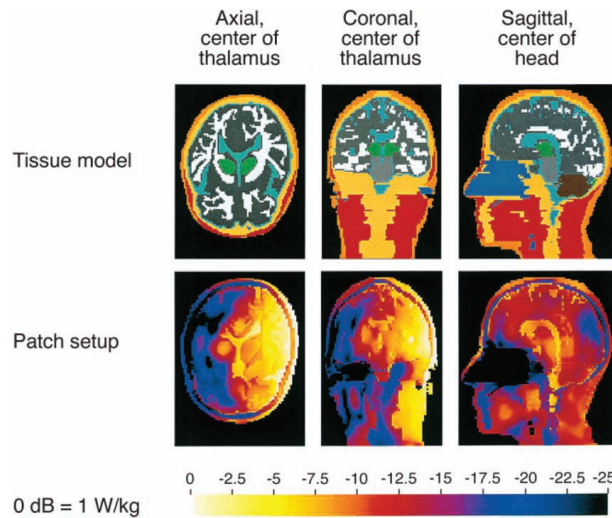 Axial,
center of
thalamus
Coronal,
center of
thalamus
Sagittal,
center of
head
Tissue model
Patch setup
0 -2.5 -5 -7.5 -10 -12.5 -15 -17.5 -20 -22.5 -25
0 dB = 1 W/kg